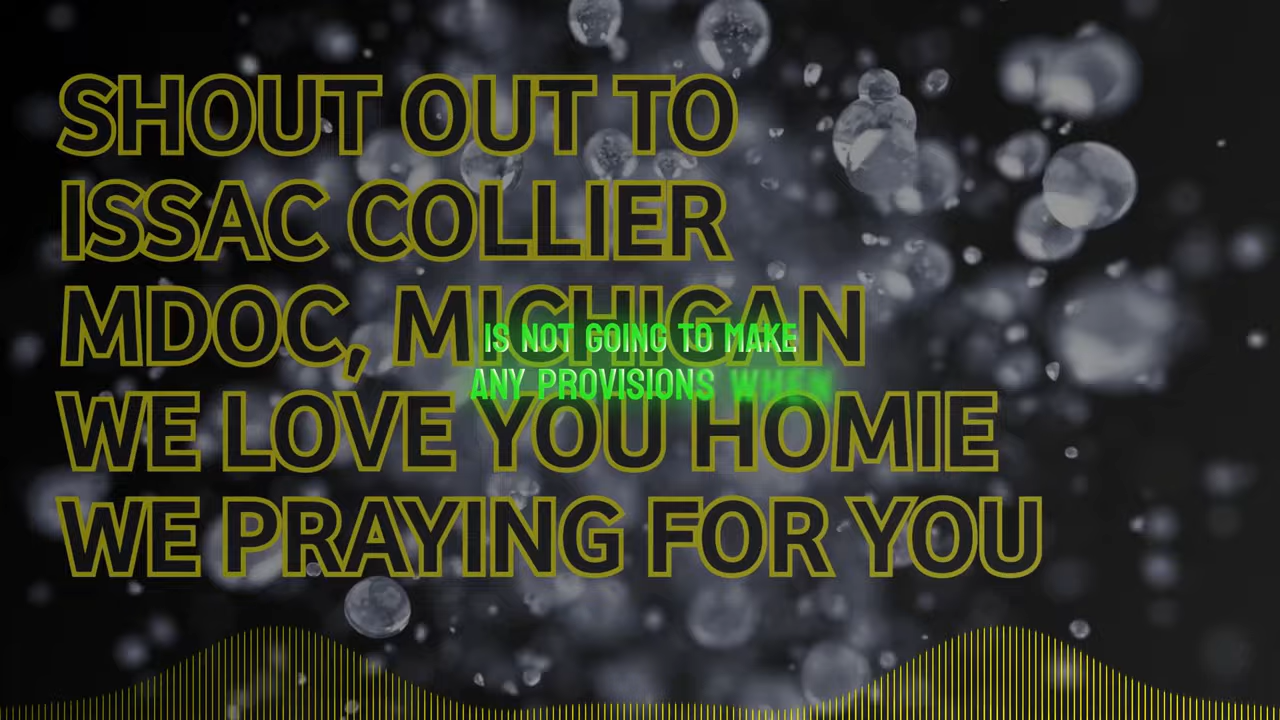 SHOUT OUT TO
ISSAC COLLIER
MDOC, MICHIGAN
WE LOVE YOU HOMIE
WE PRAYING FOR YOU
IS NOT GOING TO MAKE
ANY PROVISIONS WHEN